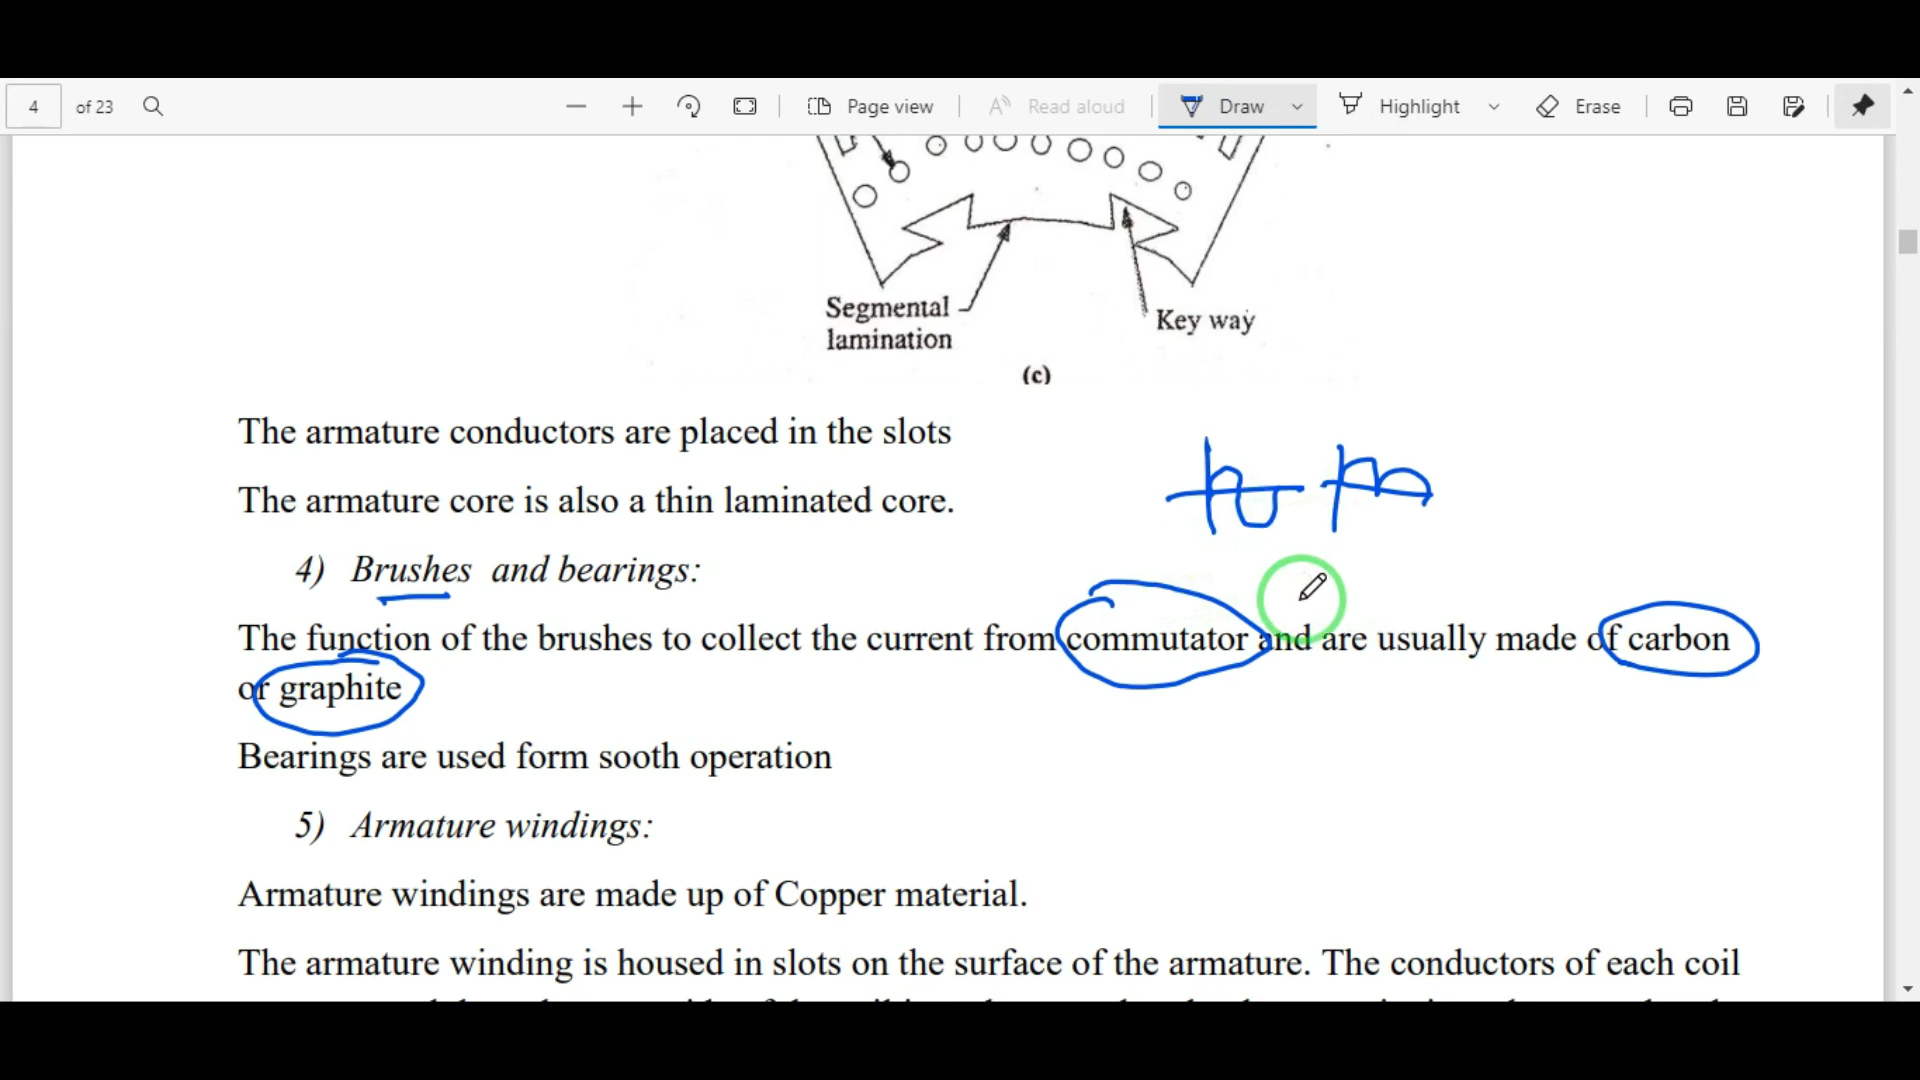 4 of 23 Page view Read aloud Draw Highlight Erase
Segmental
lamination
Key way
(c)
The armature conductors are placed in the slots
The armature core is also a thin laminated core.
4) Brushes and bearings:
The function of the brushes to collect the current from commutator and are usually made of carbon
or graphite
Bearings are used form sooth operation
5) Armature windings:
Armature windings are made up of Copper material.
The armature winding is housed in slots on the surface of the armature. The conductors of each coil